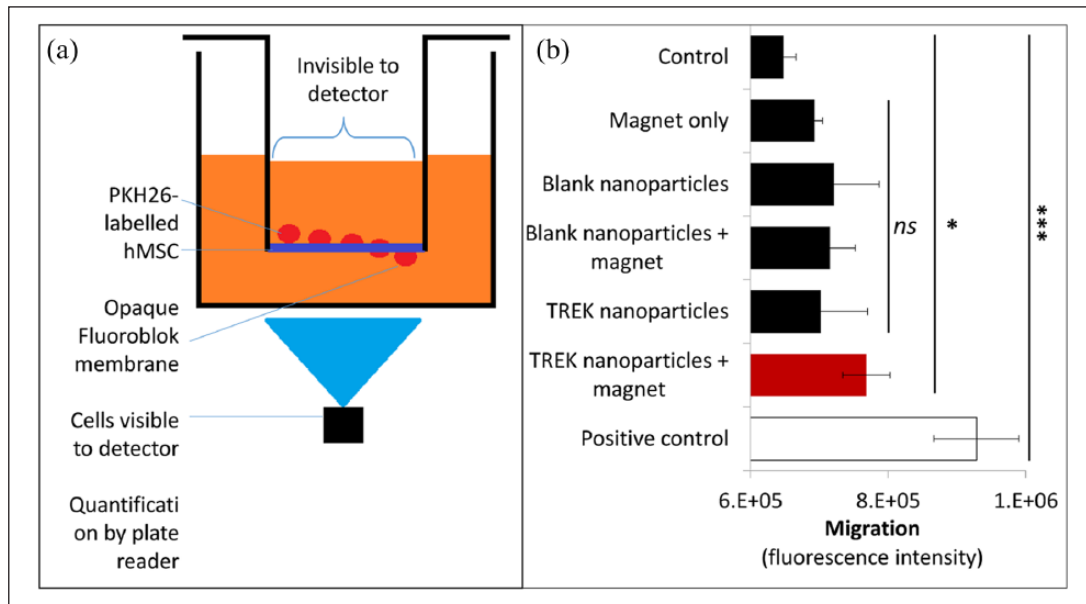 (a)
Invisible to
detector
PKH26-
labelled
hMSC
Opaque
Fluoroblok
membrane
Cells visible
to detector
Quantificati
on by plate
reader
(b)
Control
Magnet only
Blank nanoparticles
Blank nanoparticles +
magnet
TREK nanoparticles
TREK nanoparticles +
magnet
Positive control
ns
*
***
6.E+05
8.E+05
1.E+06
Migration
(fluorescence intensity)